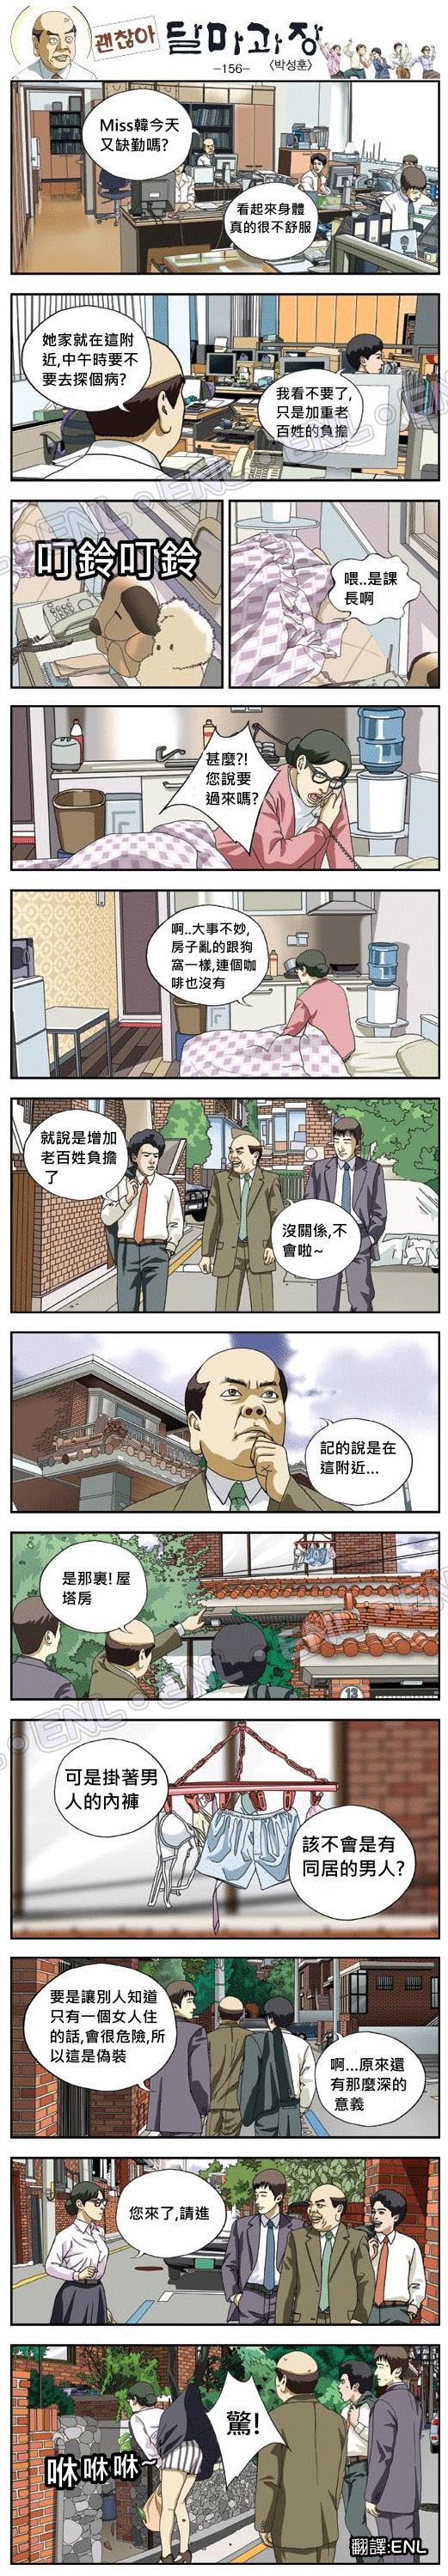 괜찮아 달마과장
-156-
〈박성훈〉
Miss韓今天
又缺勤嗎?
看起來身體
真的很不舒服
她家就在這附
近,中午時要不
要去探個病?
我看不要了,
只是加重老
百姓的負擔
叮鈴叮鈴
喂..是課
長啊
甚麼?!
您說要
過來嗎?
啊..大事不妙,
房子亂的跟狗
窩一樣,連個咖
啡也沒有
就說是增加
老百姓負擔
了
沒關係,不
會啦~
記的說是在
這附近...
是那裏!屋
塔房
13
可是掛著男
人的內褲
該不會是有
同居的男人?
要是讓別人知道
只有一個女人住
的話,會很危險,所
以這是偽裝
啊...原來還
有那麼深的
意義
您來了,請進
驚!
咻咻咻~
翻譯:ENL